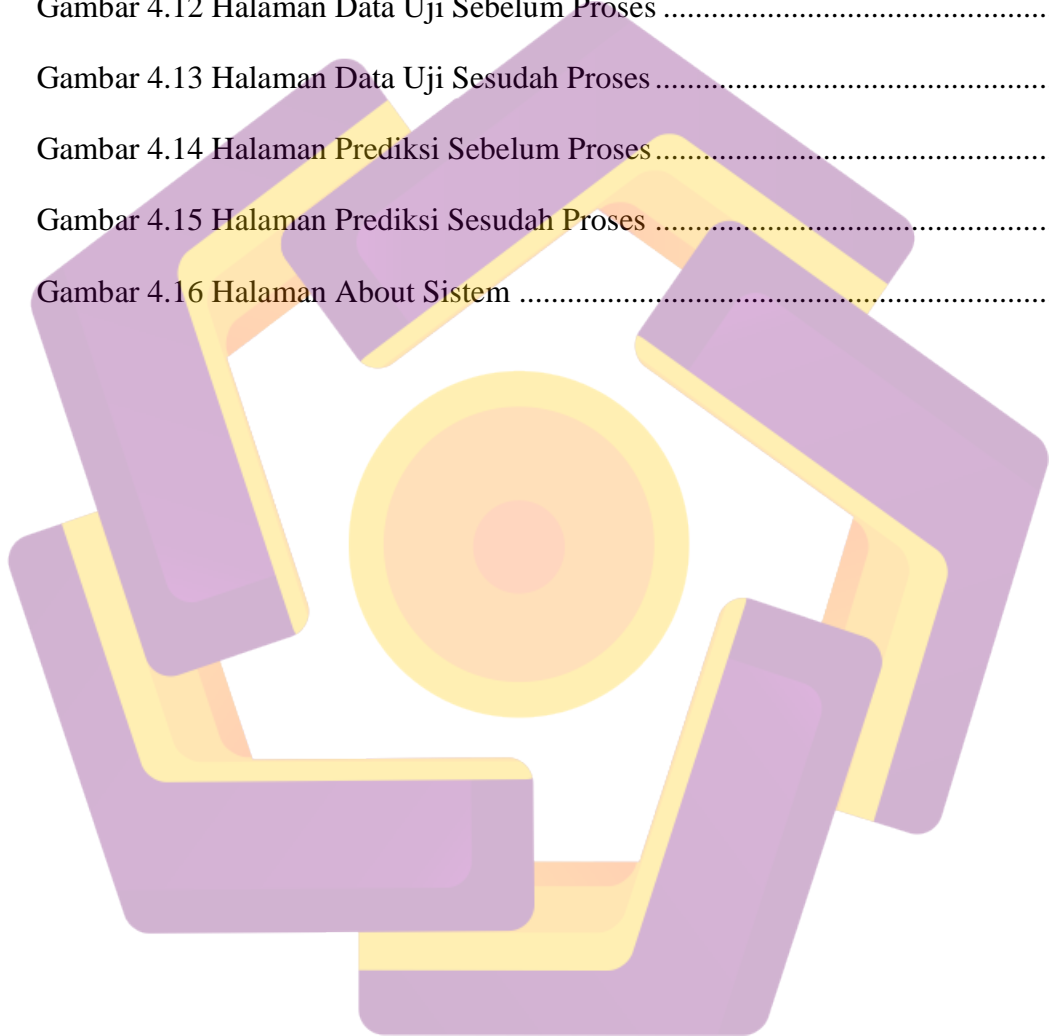 Gambar 4.12 Halaman Data Uji Sebelum Proses ................................................
Gambar 4.13 Halaman Data Uji Sesudah Proses .................................................
Gambar 4.14 Halaman Prediksi Sebelum Proses .................................................
Gambar 4.15 Halaman Prediksi Sesudah Proses .................................................
Gambar 4.16 Halaman About Sistem ..................................................................